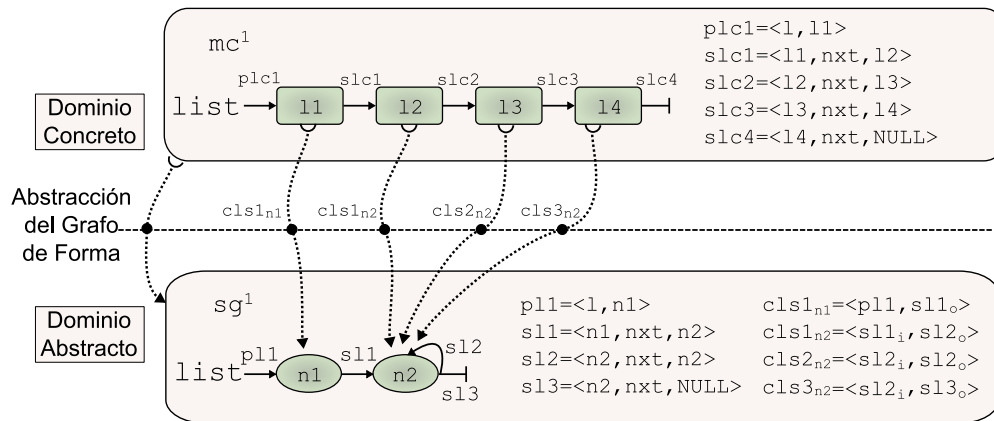 mc¹
plc1 slc1 slc2 slc3 slc4
list l1 l2 l3 l4
plc1=<l,l1>
slc1=<l1,nxt,l2>
slc2=<l2,nxt,l3>
slc3=<l3,nxt,l4>
slc4=<l4,nxt,NULL>
Dominio
Concreto
Abstracción
del Grafo
de Forma
cls1n1 cls1n2 cls2n2 cls3n2
Dominio
Abstracto
sg¹
pl1 sl1 sl2
list n1 n2
sl3
pl1=<l,n1>
sl1=<n1,nxt,n2>
sl2=<n2,nxt,n2>
sl3=<n2,nxt,NULL>
cls1n1=<pl1,sl1o>
cls1n2=<sl1i,sl2o>
cls2n2=<sl2i,sl2o>
cls3n2=<sl2i,sl3o>